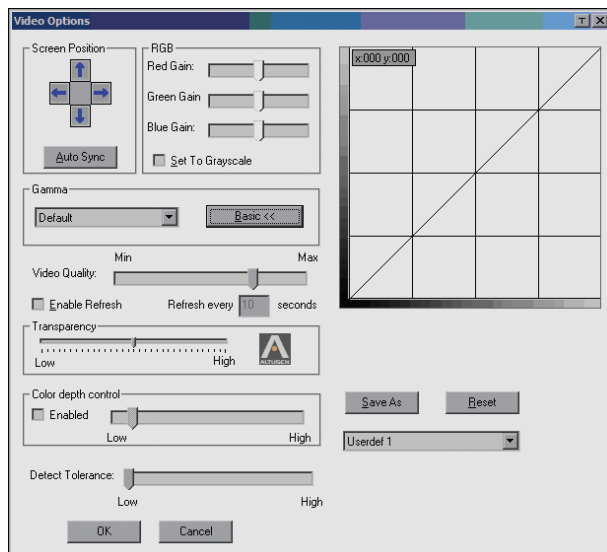 Video Options
Screen Position
Auto Sync
RGB
Red Gain:
Green Gain
Blue Gain:
Set To Grayscale
x:000 y:000
Gamma
Default
Basic <<
Min
Max
Video Quality:
Enable Refresh
Refresh every 10 seconds
Transparency
Low
High
ALTUSEN
Color depth control
Enabled
Low
High
Save As
Reset
Userdef 1
Detect Tolerance:
Low
High
OK
Cancel